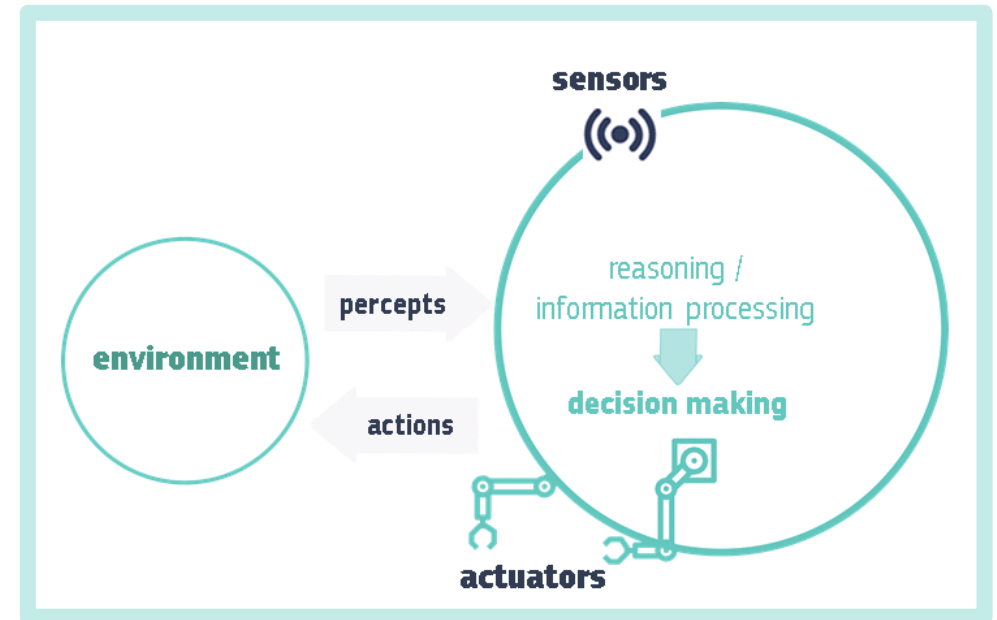 sensors
reasoning /
information processing
percepts
environment
decision making
actions
actuators